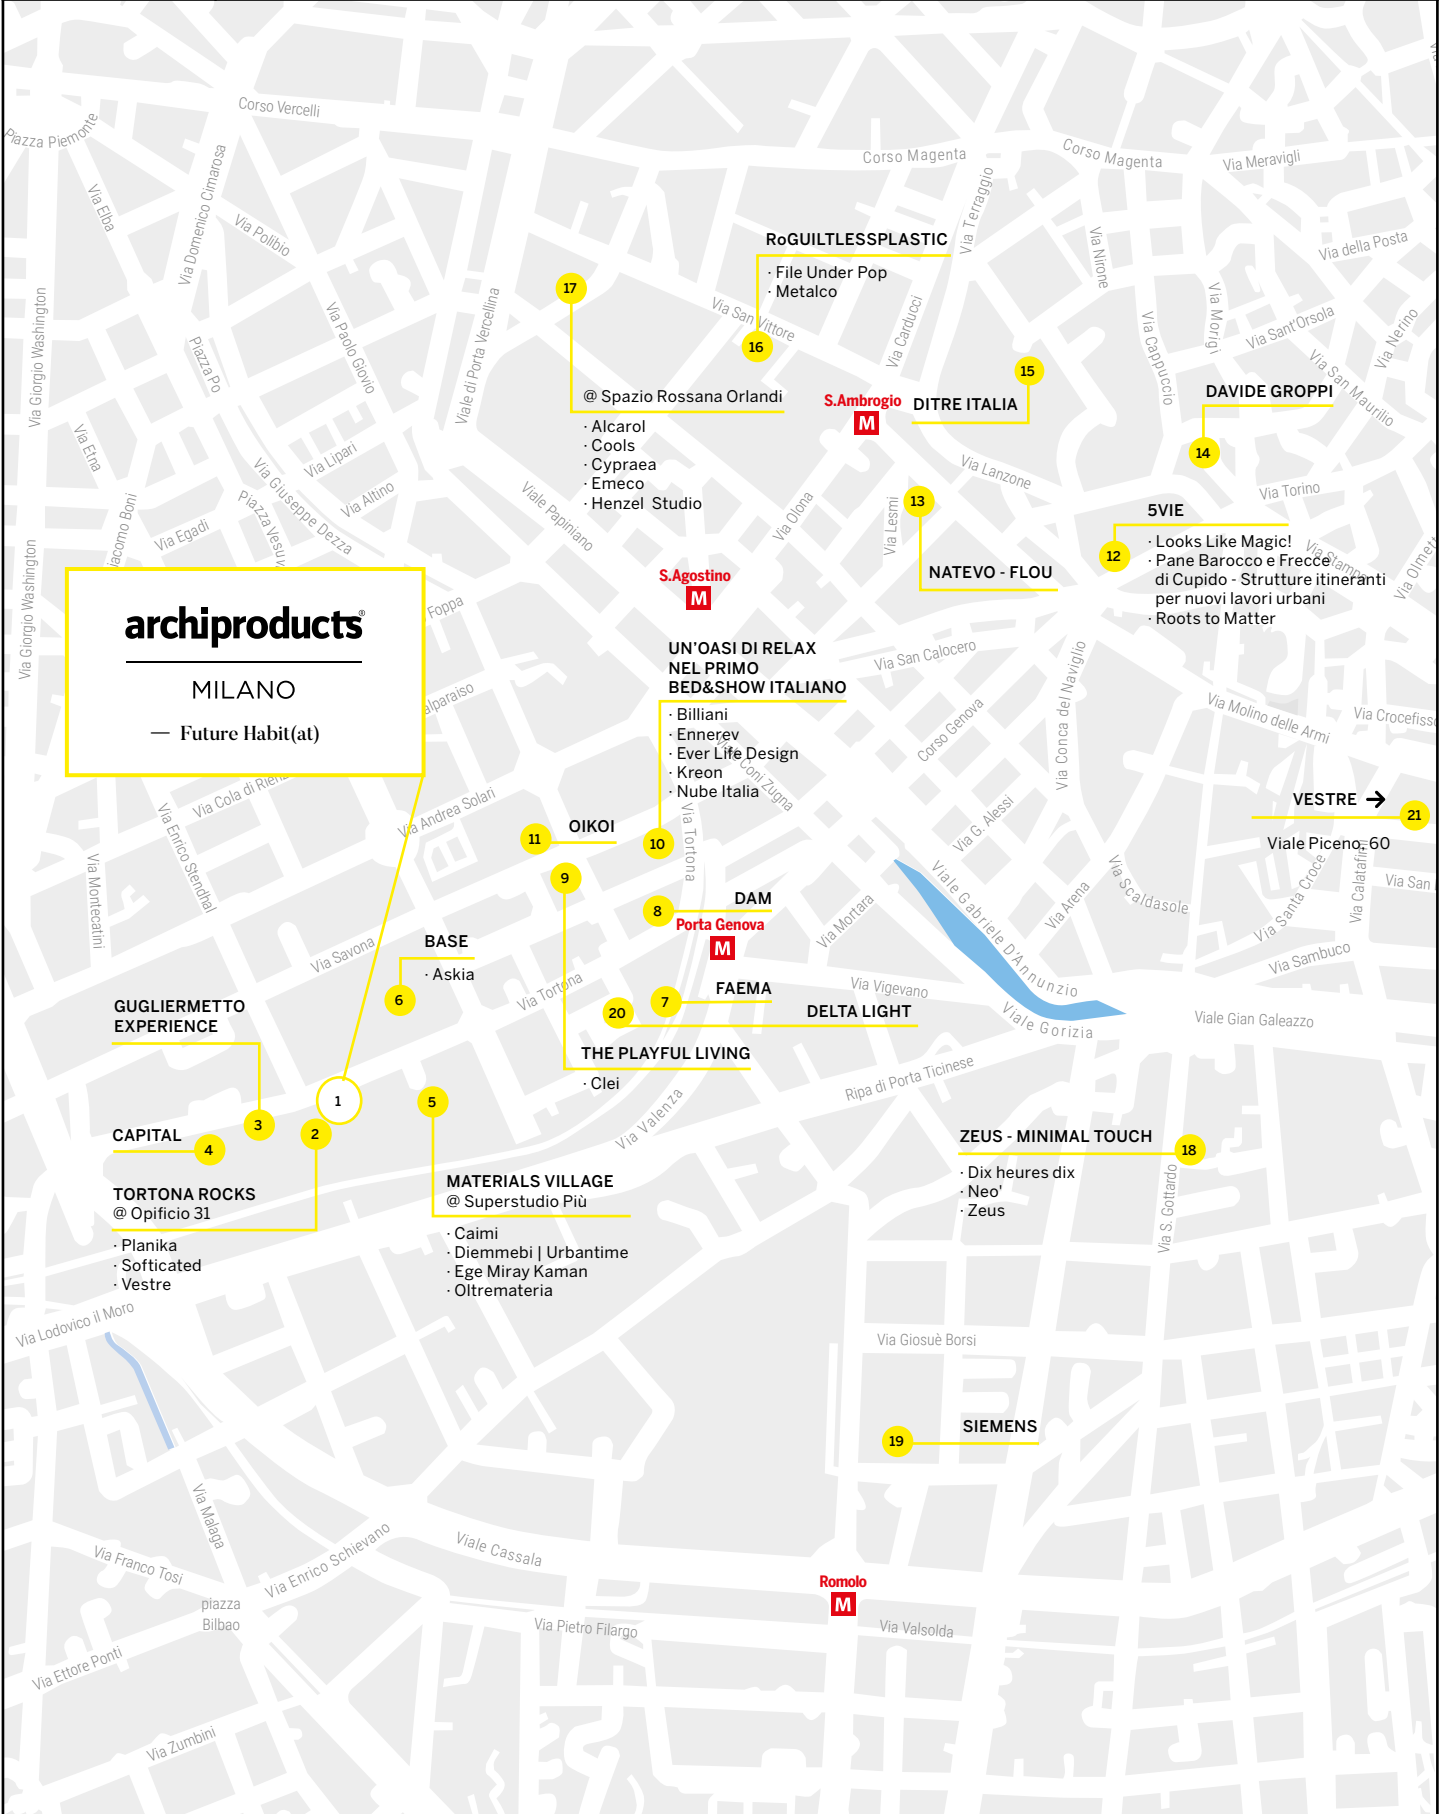 Corso Vercelli
Piazza Piemonte
Via Elba
Via Domenico Cimarosa
Via Polibio
Corso Magenta
Corso Magenta
Via Meravigli
Via Terraggio
Via Nirone
Via della Posta
RoGUILTLESSPLASTIC
· File Under Pop
· Metalco
16
17
@ Spazio Rossana Orlandi
· Alcarol
· Cools
· Cypraea
· Emeco
· Henzel Studio
Via Giorgio Washington
Piazza Po
Via Paolo Giovio
Viale di Porta Vercellina
Via San Vittore
Via Carducci
Via Cappuccio
Via Morigi
Via Sant'Orsola
Via Nerino
Via San Maurilio
S.Ambrogio
M
15
DITRE ITALIA
DAVIDE GROPPI
14
Via Etna
Via Lipari
Via Giuseppe Dezza
Via Altino
Piazza Vesuv
iacomo Boni
Via Egadi
Viale Papiniano
Via Olona
Via Lesmi
Via Lanzone
Via Torino
13
NATEVO - FLOU
5VIE
12
· Looks Like Magic!
· Pane Barocco e Frecce
di Cupido - Strutture itineranti
per nuovi lavori urbani
· Roots to Matter
Via Stampa
Via Olmett
Via Giorgio Washington
archiproducts®
MILANO
— Future Habit(at)
Foppa
alparaiso
S.Agostino
M
UN'OASI DI RELAX
NEL PRIMO
BED&SHOW ITALIANO
· Billiani
· Ennerev
· Ever Life Design
· Kreon
· Nube Italia
10
Coni Zugna
Via San Calocero
Corso Genova
Via Conca del Naviglio
Via Molino delle Armi
Via Crocefisso
VESTRE
21
Viale Piceno, 60
Via Cola di Rienz
Via Enrico Stendhal
Via Andrea Solari
Via Montecatini
11
OIKOI
9
Via Tortona
8
DAM
Porta Genova
M
Via Mortara
Via G. Alessi
Viale Gabriele D'Annunzio
Via Arena
Via Scaldasole
Via Santa Croce
Via Calatafimi
Via San
Via Savona
BASE
· Askia
6
Via Tortona
20
7
FAEMA
DELTA LIGHT
Via Vigevano
Viale Gorizia
Via Sambuco
Viale Gian Galeazzo
GUGLIERMETTO
EXPERIENCE
THE PLAYFUL LIVING
· Clei
Via Valenza
Ripa di Porta Ticinese
1
2
3
4
5
CAPITAL
TORTONA ROCKS
@ Opificio 31
· Planika
· Softicated
· Vestre
MATERIALS VILLAGE
@ Superstudio Più
· Caimi
· Diemmebi | Urbantime
· Ege Miray Kaman
· Oltremateria
ZEUS - MINIMAL TOUCH
18
· Dix heures dix
· Neo'
· Zeus
Via S. Gottardo
Via Lodovico il Moro
Via Giosuè Borsi
19
SIEMENS
Via Malaga
Via Franco Tosi
Via Enrico Schievano
Viale Cassala
piazza
Bilbao
Romolo
M
Via Pietro Filargo
Via Valsolda
Via Ettore Ponti
Via Zumbini